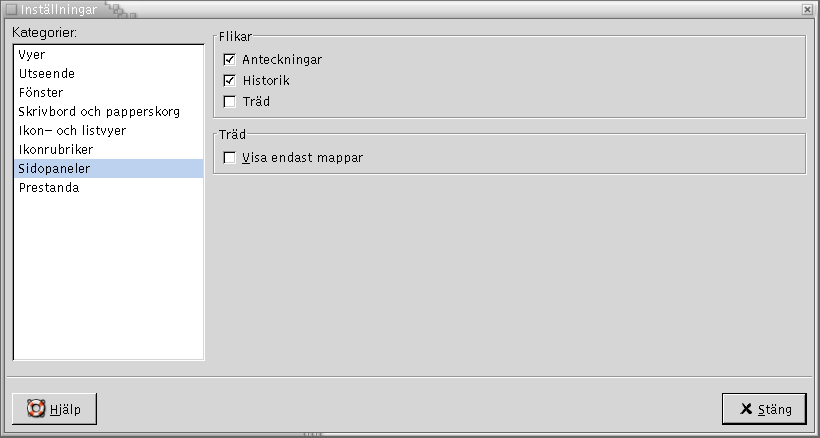 Inställningar
Kategorier:
Vyer
Utseende
Fönster
Skrivbord och papperskorg
Ikon- och listvyer
Ikonrubriker
Sidopaneler
Prestanda
Flikar
Anteckningar
Historik
Träd
Träd
Visa endast mappar
Hjälp
Stäng